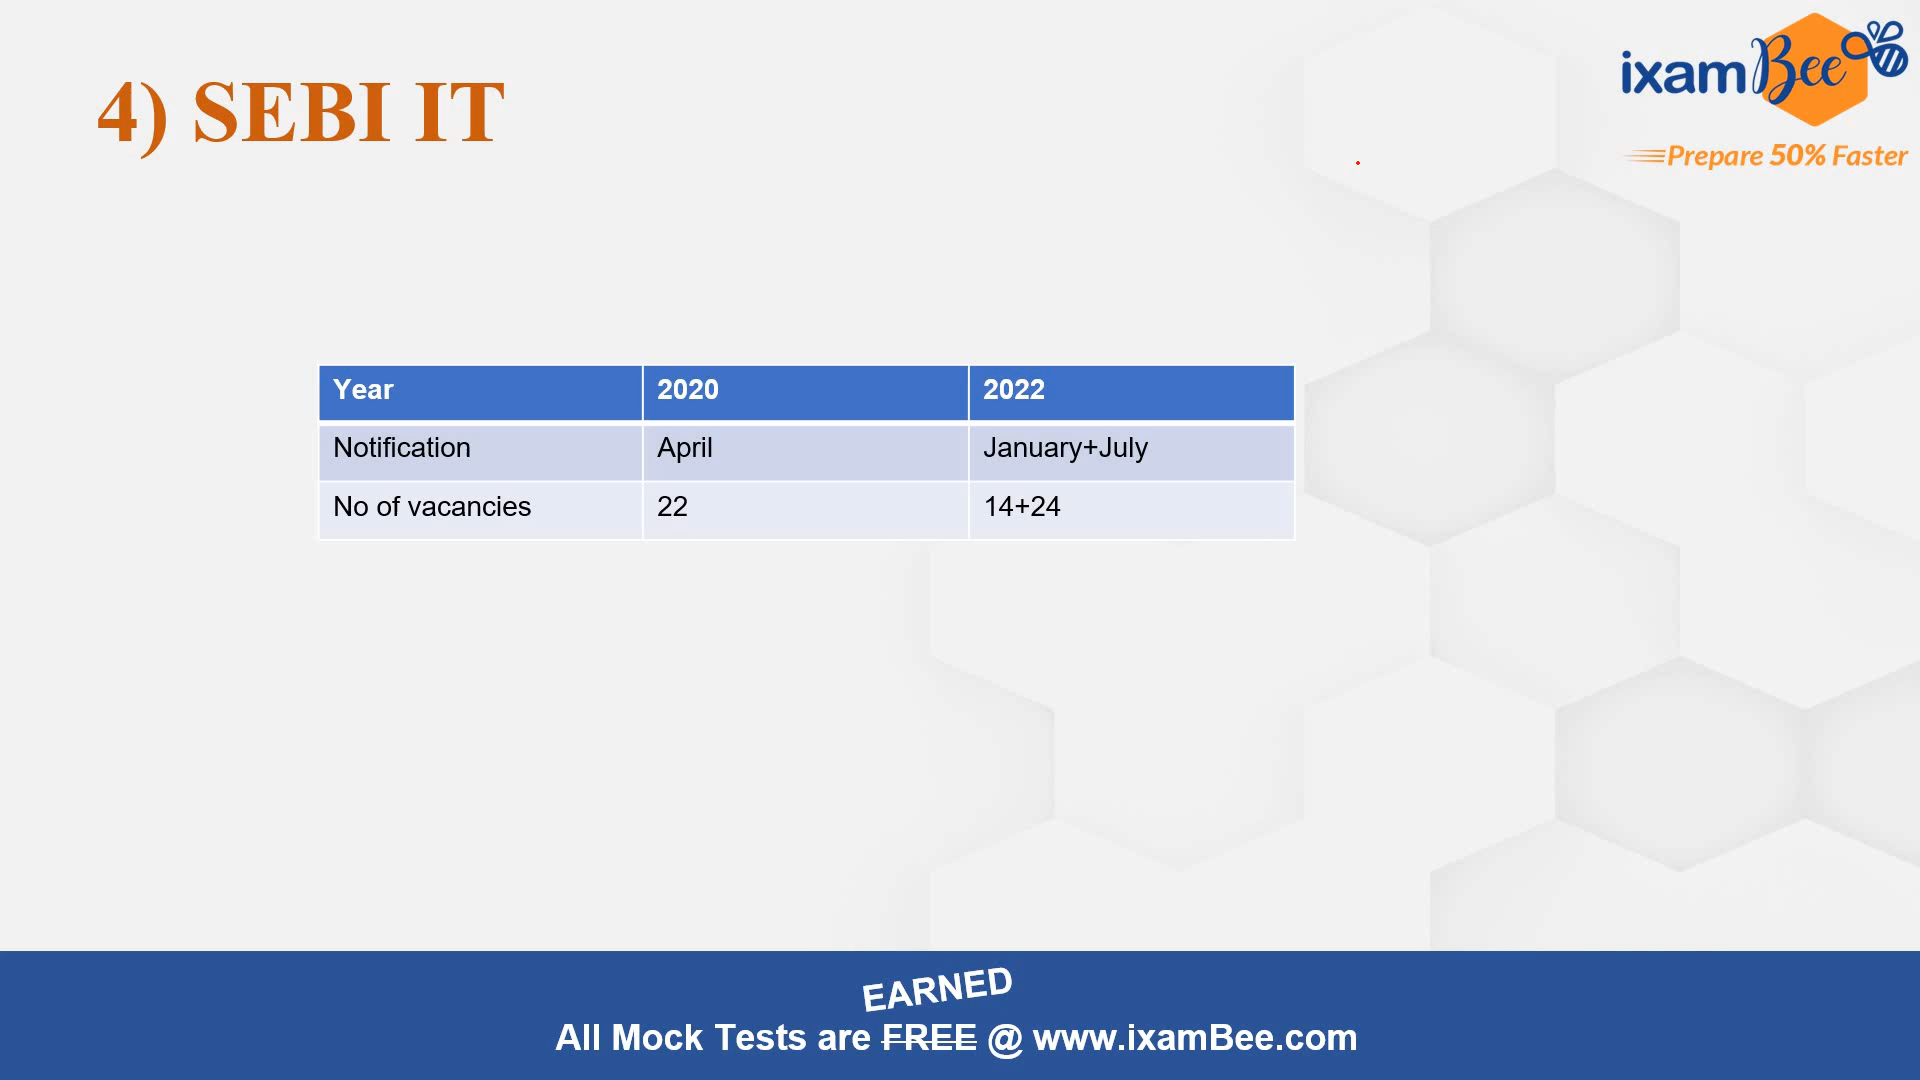 4) SEBI IT
ixamBee
Prepare 50% Faster
Year 2020 2022
Notification April January+July
No of vacancies 22 14+24
EARNED
All Mock Tests are FREE @ www.ixamBee.com